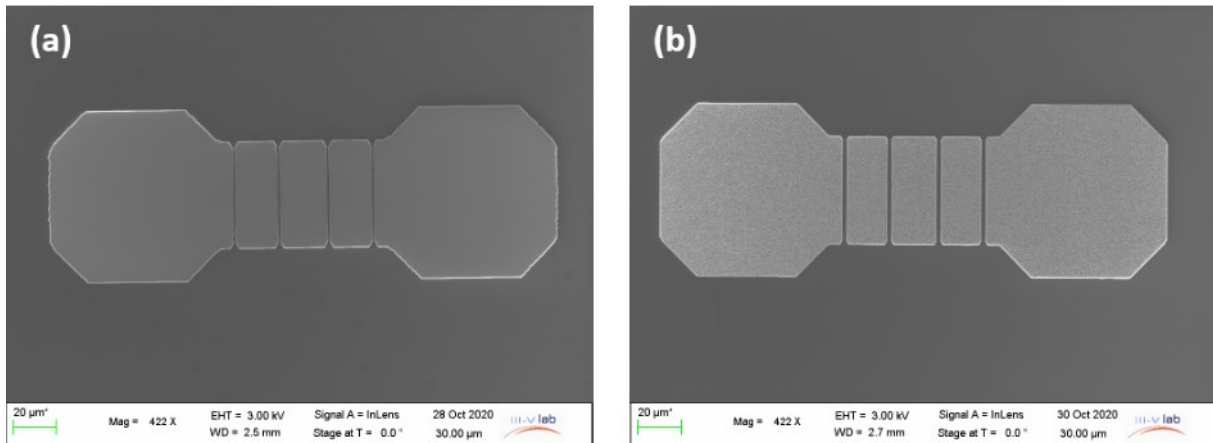 (a)
20 µm*
Mag = 422 X
EHT = 3.00 kV
WD = 2.5 mm
Signal A = InLens
Stage at T = 0.0 °
28 Oct 2020
30.00 µm
III-V lab
(b)
20 µm*
Mag = 422 X
EHT = 3.00 kV
WD = 2.7 mm
Signal A = InLens
Stage at T = 0.0 °
30 Oct 2020
30.00 µm
III-V lab